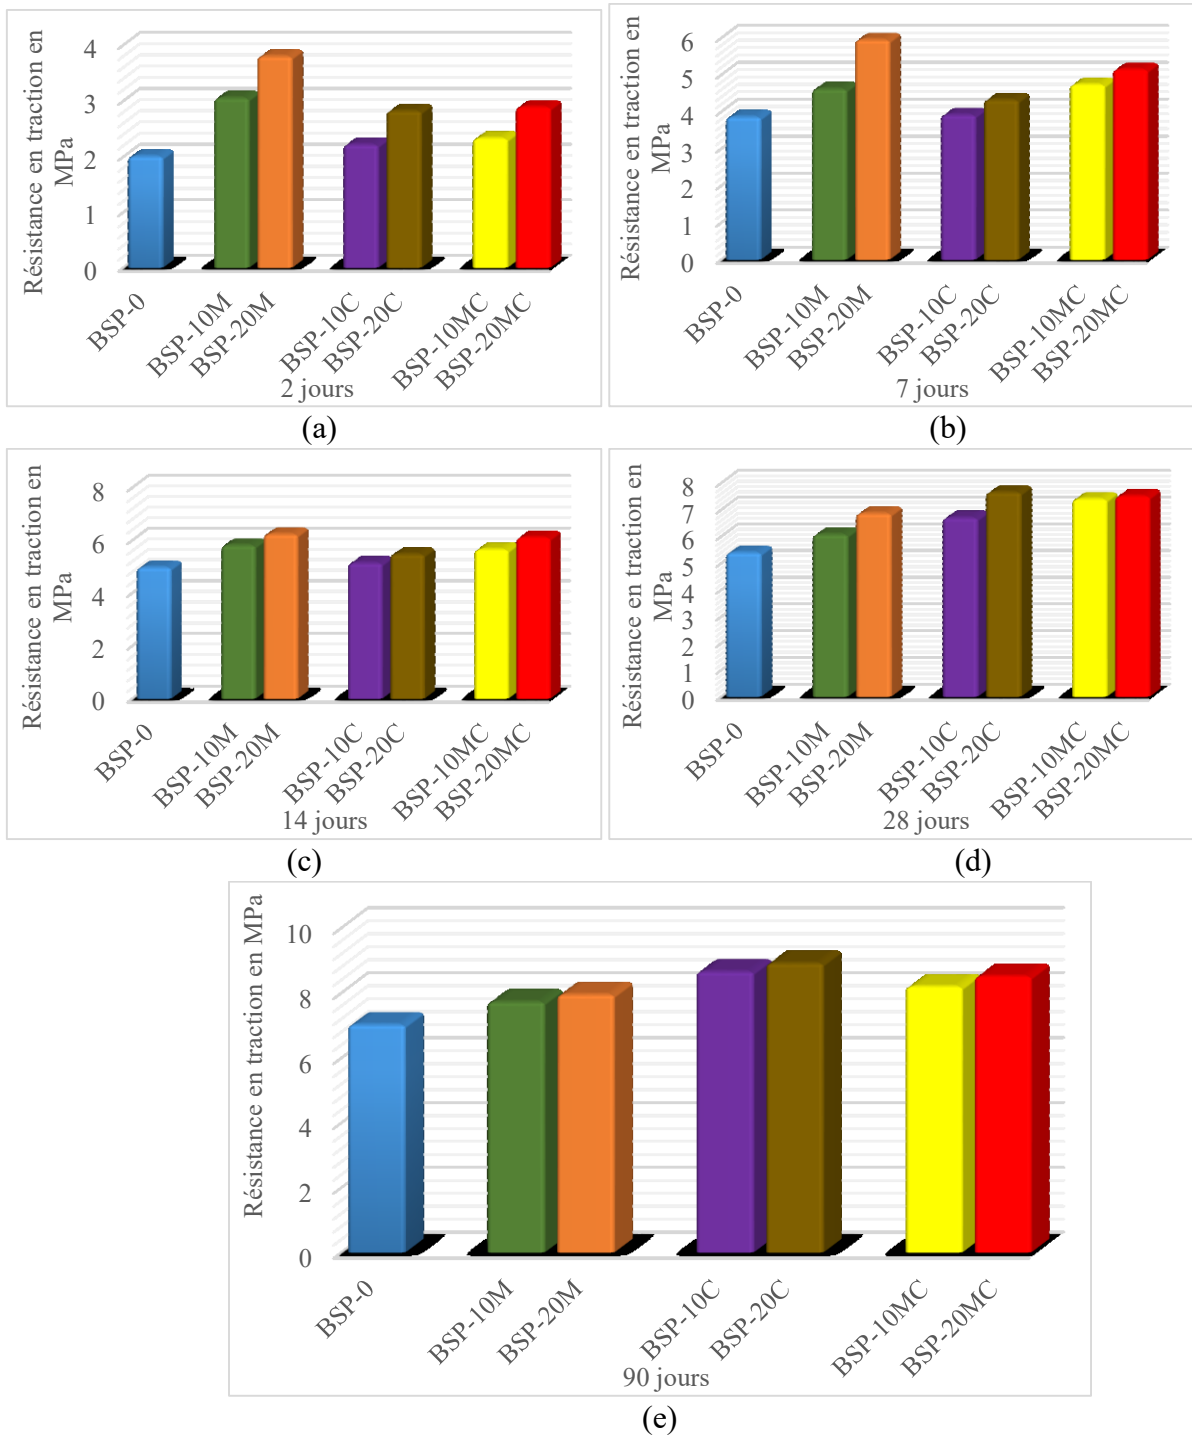 Résistance en traction en
MPa
4
3
2
1
0
BSP-0
BSP-10M
BSP-20M
BSP-10C
BSP-20C
BSP-10MC
BSP-20MC
2 jours
(a)
Résistance en traction en
MPa
6
5
4
3
2
1
0
BSP-0
BSP-10M
BSP-20M
BSP-10C
BSP-20C
BSP-10MC
BSP-20MC
7 jours
(b)
Résistance en traction en
MPa
8
6
4
2
0
BSP-0
BSP-10M
BSP-20M
BSP-10C
BSP-20C
BSP-10MC
BSP-20MC
14 jours
(c)
Résistance en traction en
MPa
8
7
6
5
4
3
2
1
0
BSP-0
BSP-10M
BSP-20M
BSP-10C
BSP-20C
BSP-10MC
BSP-20MC
28 jours
(d)
Résistance en traction en MPa
10
8
6
4
2
0
BSP-0
BSP-10M
BSP-20M
BSP-10C
BSP-20C
BSP-10MC
BSP-20MC
90 jours
(e)